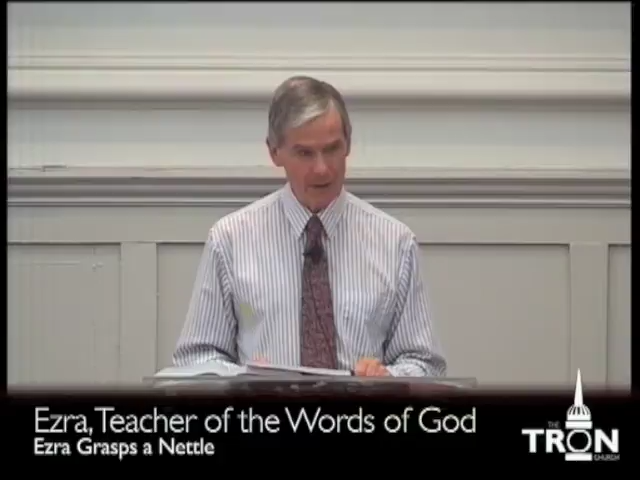 Ezra, Teacher of the Words of God
Ezra Grasps a Nettle
THE
TRON
CHURCH